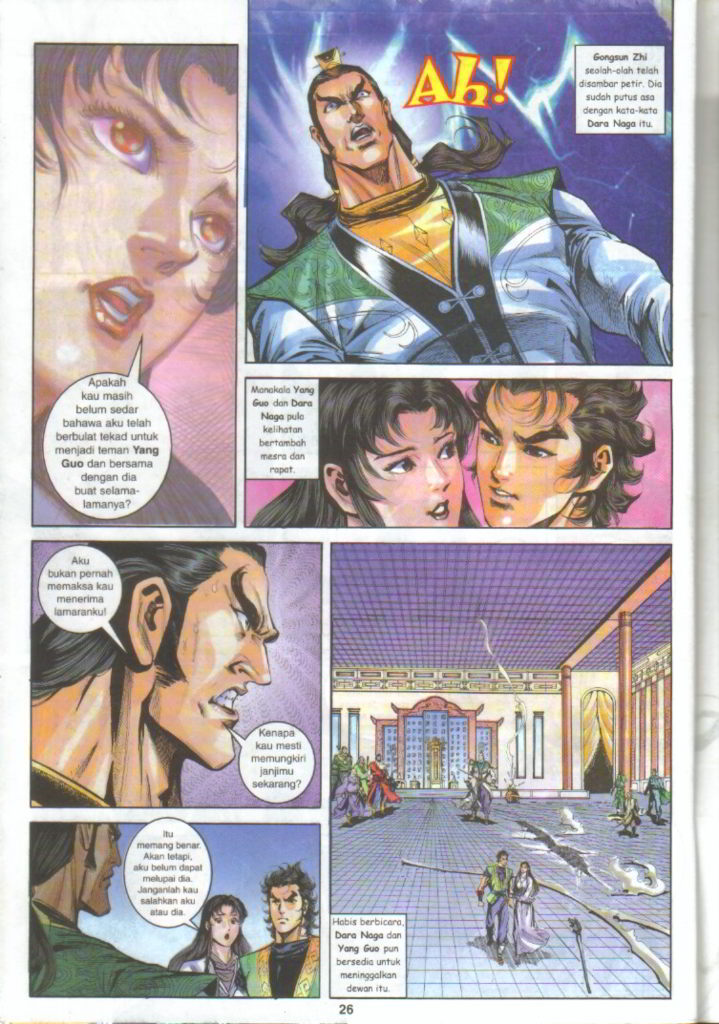 Apakah
kau masih
belum sedar
bahawa aku telah
berbulat tekad untuk
menjadi teman Yang
Guo dan bersama
dengan dia
buat selama-
lamanya?
Ah!
Gongsun Zhi
seolah-olah telah
disambar petir. Dia
sudah putus asa
dengan kata-kata
Dara Naga itu.
Manakala Yang
Guo dan Dara
Naga pula
kelihatan
bertambah
mesra dan
rapat.
Aku
bukan pernah
memaksa kau
menerima
lamaranku!
Kenapa
kau mesti
memungkiri
janjimu
sekarang?
Itu
memang benar.
Akan tetapi,
aku belum dapat
melupai dia.
Janganlah kau
salahkan aku
atau dia.
Habis berbicara,
Dara Naga dan
Yang Guo pun
bersedia untuk
meninggalkan
dewan itu.
26